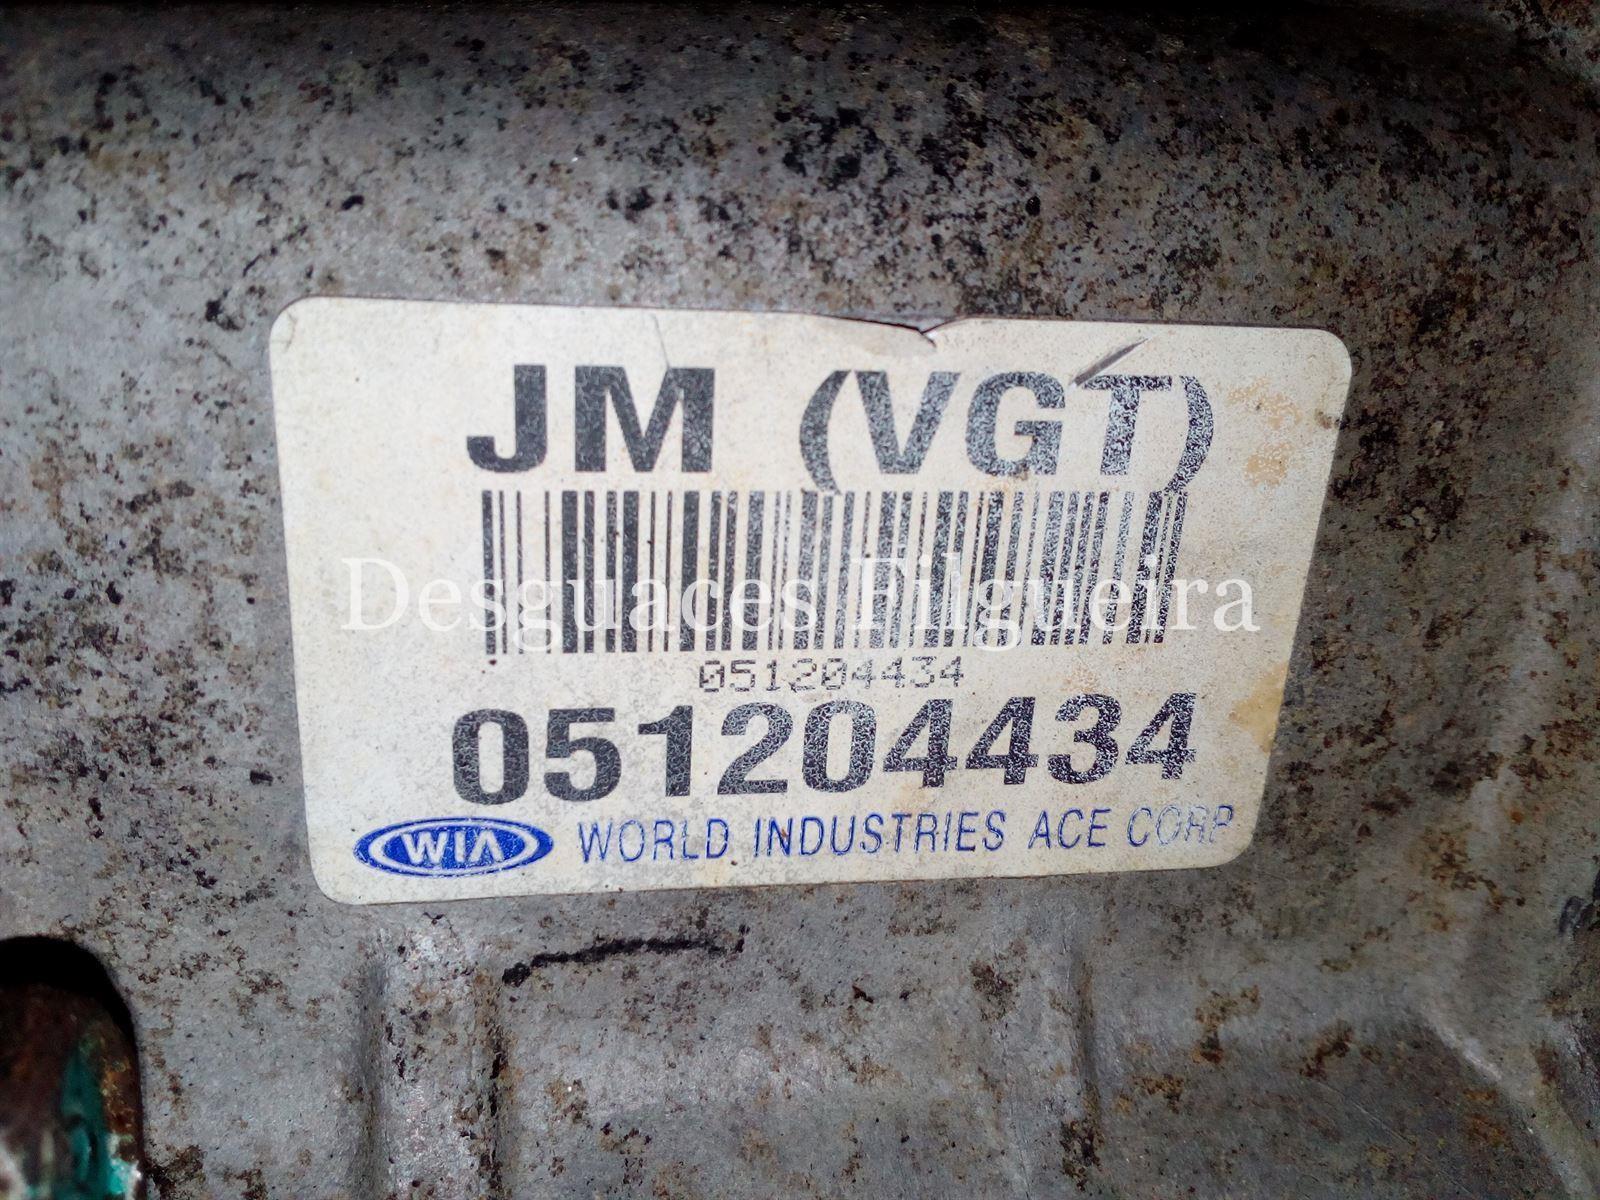 JM (VGT)
Desguaces Filgueira
051204434
051204434
WIA WORLD INDUSTRIES ACE CORP